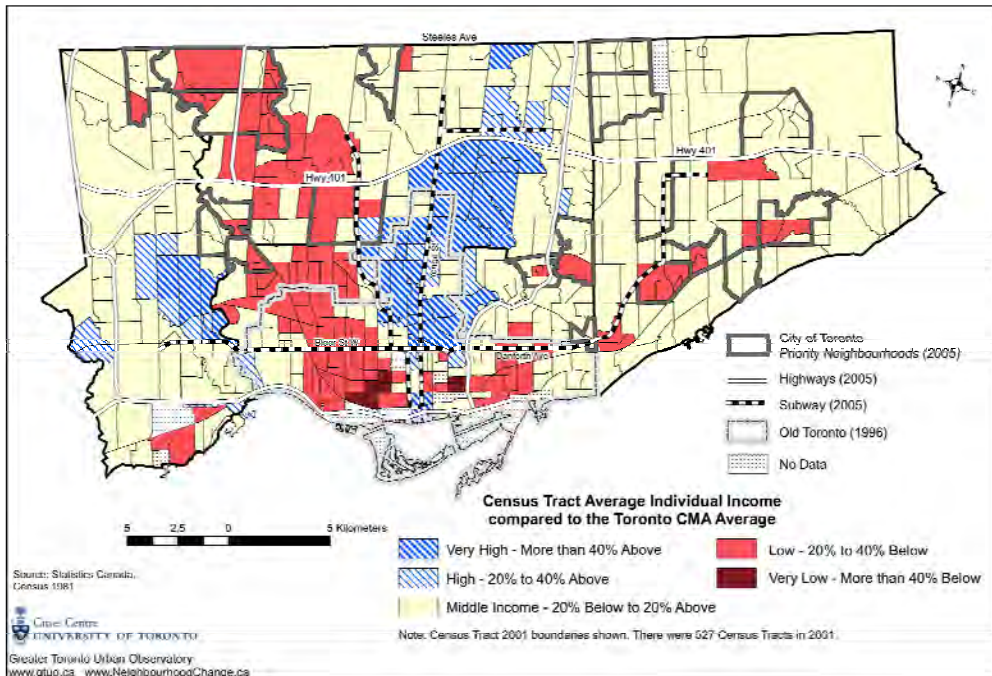 Steeles Ave
Hwy 401
Hwy 401
Yonge St
Bloor St W
Danforth Ave
City of Toronto
Priority Neighbourhoods (2005)
Highways (2005)
Subway (2005)
Old Toronto (1996)
No Data
5 2.5 0 5 Kilometers
Census Tract Average Individual Income
compared to the Toronto CMA Average
Very High - More than 40% Above
High - 20% to 40% Above
Middle Income - 20% Below to 20% Above
Low - 20% to 40% Below
Very Low - More than 40% Below
Note: Census Tract 2001 boundaries shown. There were 527 Census Tracts in 2001.
Source: Statistics Canada,
Census 1981
Cities Centre
UNIVERSITY OF TORONTO
Greater Toronto Urban Observatory
www.gtuo.ca www.NeighbourhoodChange.ca